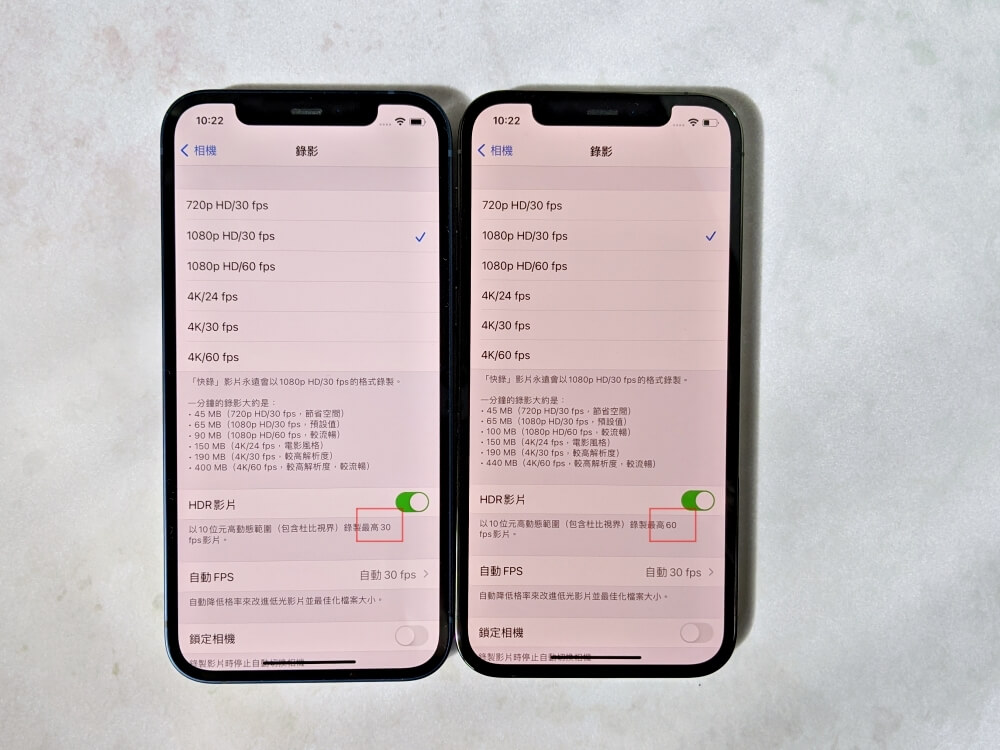 10:22
相機
錄影
720p HD/30 fps
1080p HD/30 fps
1080p HD/60 fps
4K/24 fps
4K/30 fps
4K/60 fps
「快錄」影片永遠會以1080p HD/30 fps的格式錄製。
一分鐘的錄影大約是：
• 45 MB（720p HD/30 fps，節省空間）
• 65 MB（1080p HD/30 fps，預設值）
• 90 MB（1080p HD/60 fps，較流暢）
• 150 MB（4K/24 fps，電影風格）
• 190 MB（4K/30 fps，較高解析度）
• 400 MB（4K/60 fps，較高解析度，較流暢）
HDR影片
以10位元高動態範圍（包含杜比視界）錄製最高30
fps影片。
自動 FPS
自動 30 fps
自動降低格率來改進低光影片並最佳化檔案大小。
鎖定相機
錄製影片時停止自動切換相機
10:22
相機
錄影
720p HD/30 fps
1080p HD/30 fps
1080p HD/60 fps
4K/24 fps
4K/30 fps
4K/60 fps
「快錄」影片永遠會以1080p HD/30 fps的格式錄製。
一分鐘的錄影大約是：
• 45 MB（720p HD/30 fps，節省空間）
• 65 MB（1080p HD/30 fps，預設值）
• 100 MB（1080p HD/60 fps，較流暢）
• 150 MB（4K/24 fps，電影風格）
• 190 MB（4K/30 fps，較高解析度）
• 440 MB（4K/60 fps，較高解析度，較流暢）
HDR影片
以10位元高動態範圍（包含杜比視界）錄製最高60
fps影片。
自動 FPS
自動 30 fps
自動降低格率來改進低光影片並最佳化檔案大小。
鎖定相機
錄製影片時停止自動切換相機